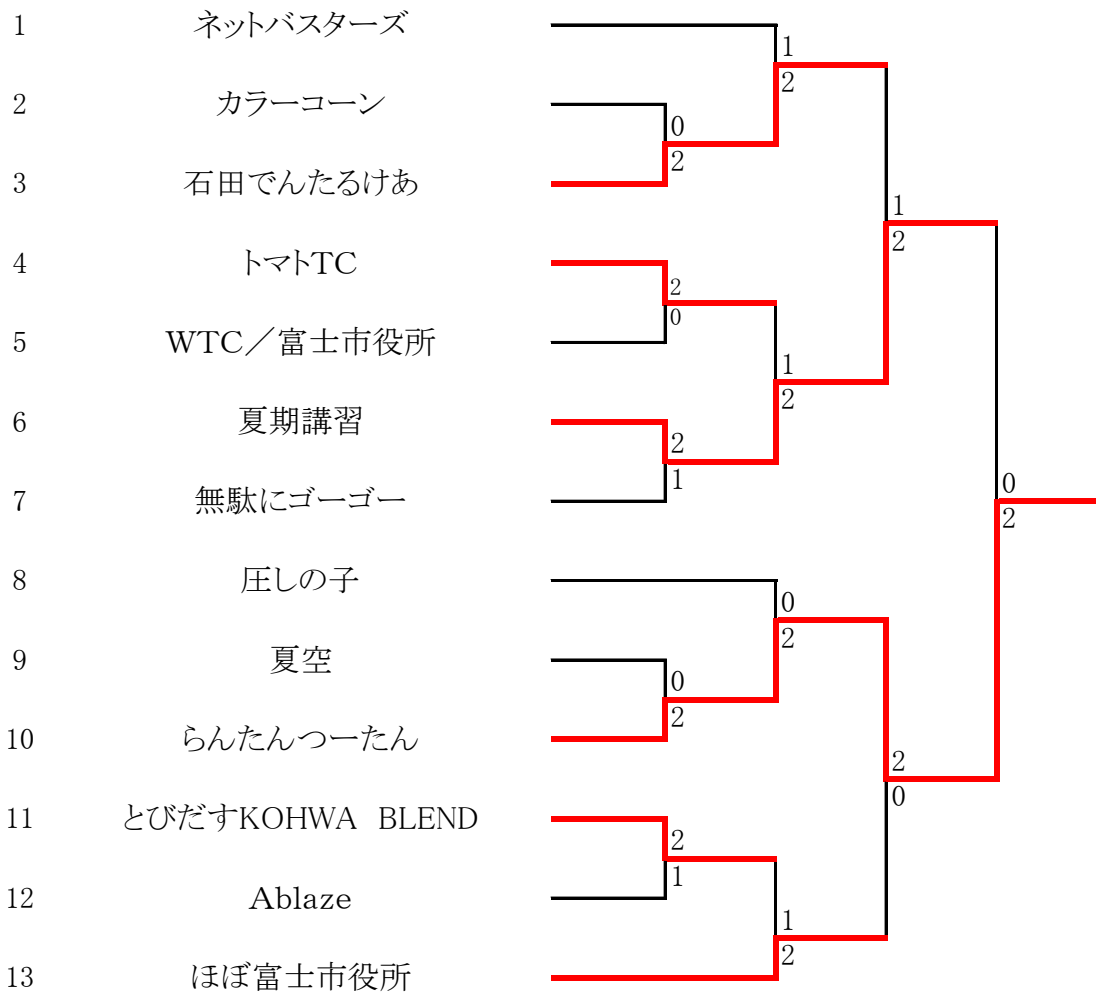 1 ネットバスターズ
1
2
2 カラーコーン
0
2
3 石田でんたるけあ
1
2
4 トマトTC
2
0
5 WTC／富士市役所
1
2
6 夏期講習
2
1
7 無駄にゴーゴー
0
2
8 圧しの子
0
2
9 夏空
0
2
10 らんたんつーたん
2
0
11 とびだすKOHWA BLEND
2
1
12 Ablaze
1
2
13 ほぼ富士市役所